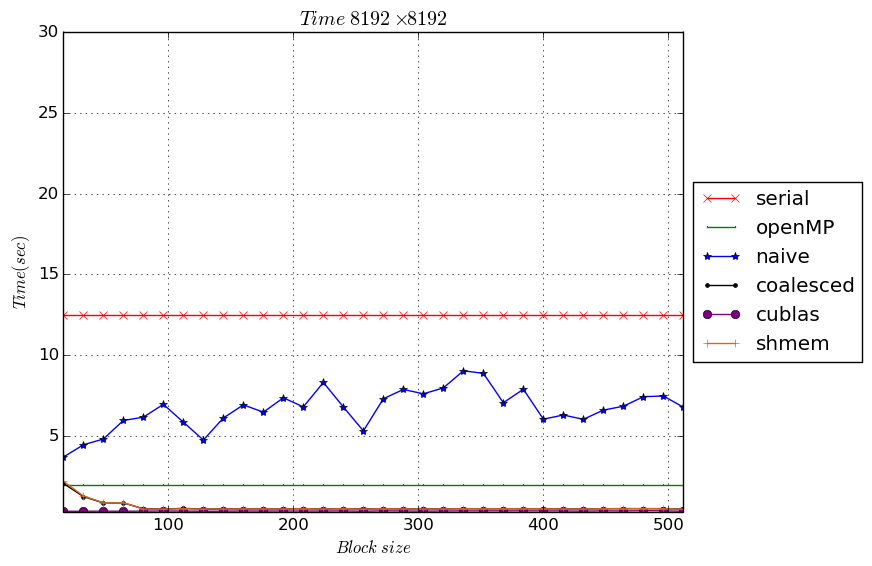 Time 8192 ×8192
30
25
20
15
10
5
Time(sec)
100 200 300 400 500
Block size
serial
openMP
naive
coalesced
cublas
shmem